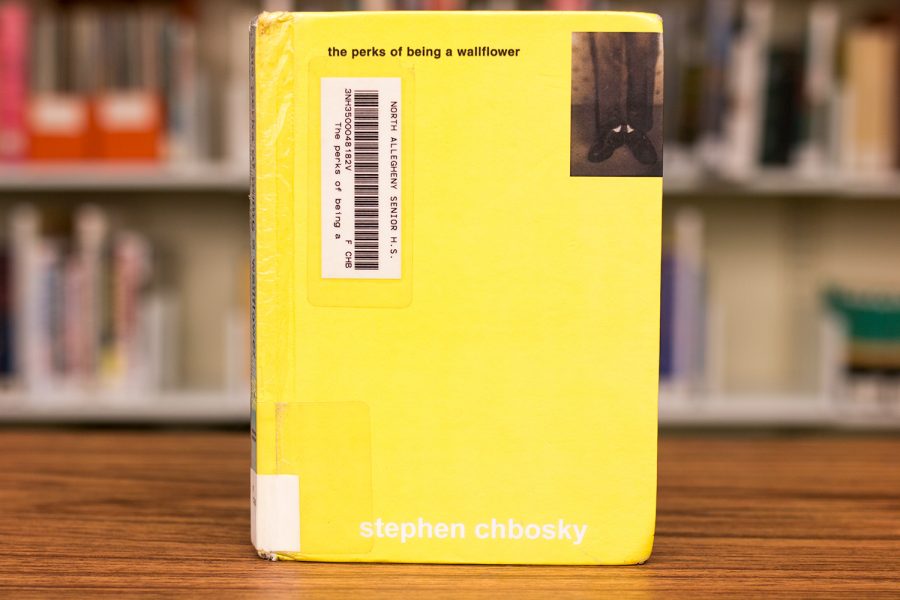 the perks of being a wallflower
NORTH ALLEGHENY SENIOR H.S.
3NH3500048182V F CHB
The perks of being a
stephen chbosky